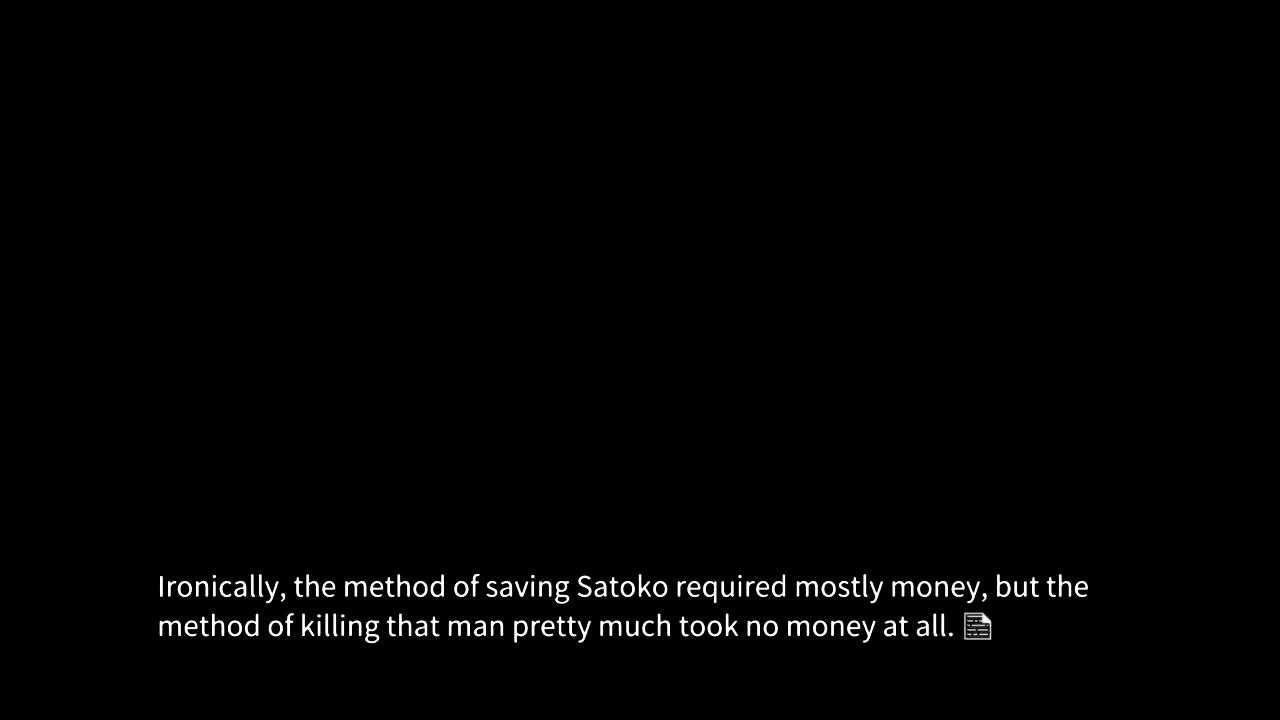 Ironically, the method of saving Satoko required mostly money, but the
method of killing that man pretty much took no money at all.